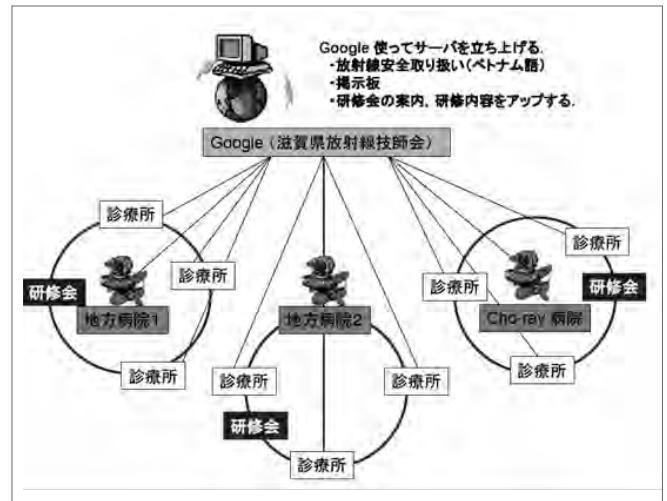 Google 使ってサーバを立ち上げる.
・放射線安全取り扱い(ベトナム語)
・掲示板
・研修会の案内、研修内容をアップする.
Google (滋賀県放射線技師会)
診療所
診療所
研修会
地方病院1
診療所
地方病院2
診療所
診療所
研修会
診療所
診療所
診療所
研修会
Cho-ray 病院
診療所